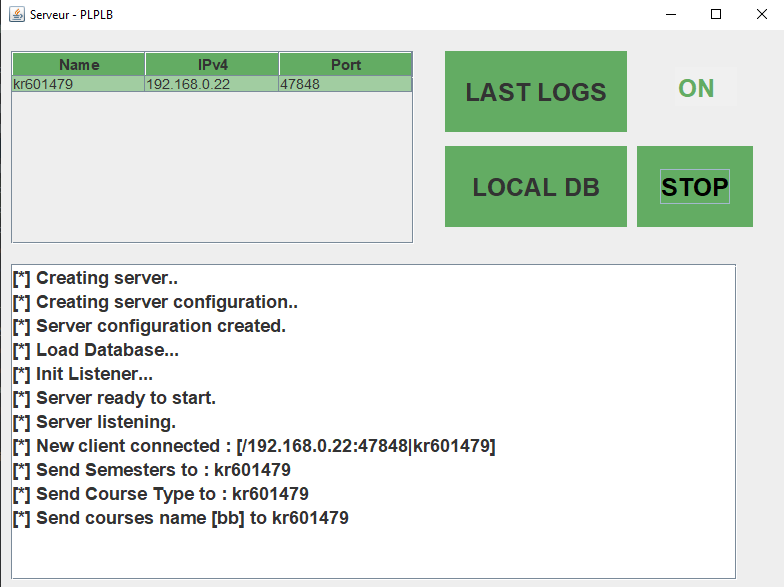 Serveur - PLPLB
Name IPv4 Port
kr601479 192.168.0.22 47848
LAST LOGS
ON
LOCAL DB
STOP
[*] Creating server..
[*] Creating server configuration..
[*] Server configuration created.
[*] Load Database...
[*] Init Listener...
[*] Server ready to start.
[*] Server listening.
[*] New client connected : [/192.168.0.22:47848|kr601479]
[*] Send Semesters to : kr601479
[*] Send Course Type to : kr601479
[*] Send courses name [bb] to kr601479